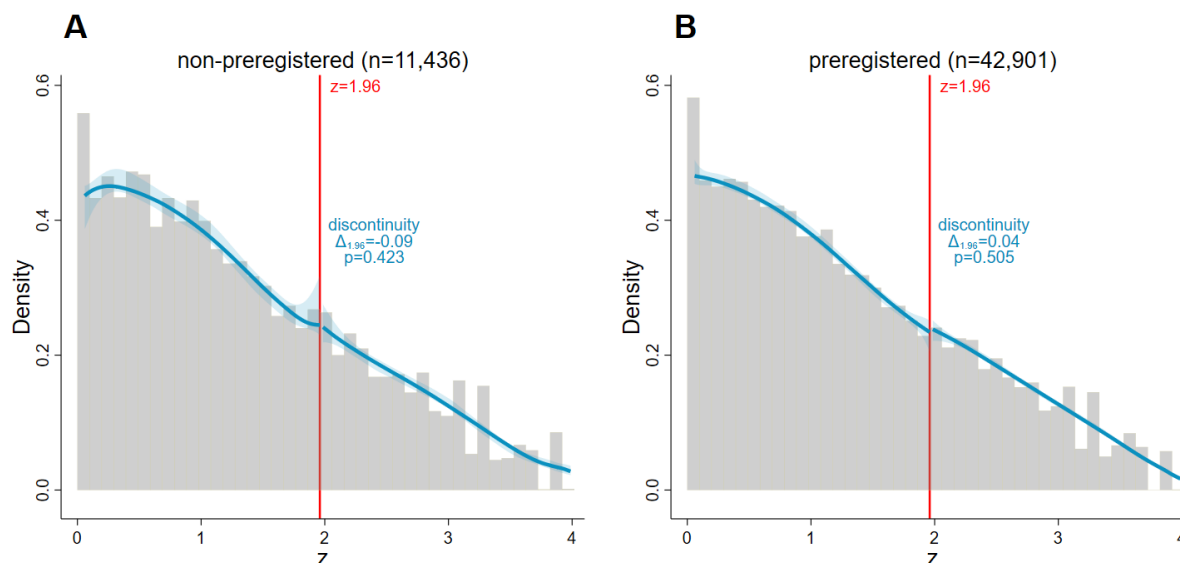 A
non-preregistered (n=11,436)
z=1.96
discontinuity
Δ1.96=-0.09
p=0.423
Density
0.0
0.2
0.4
0.6
0
1
2
3
4
z
B
preregistered (n=42,901)
z=1.96
discontinuity
Δ1.96=0.04
p=0.505
Density
0.0
0.2
0.4
0.6
0
1
2
3
4
z